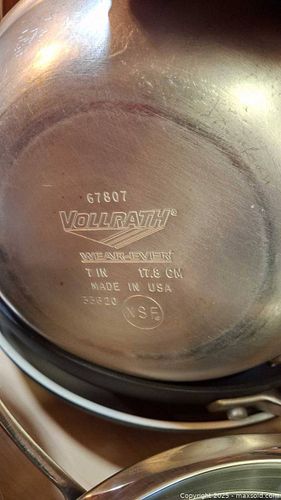 67807
VOLLRATH®
WEAR-EVER®
7 IN 17.8 CM
MADE IN USA
NSF®
Copyright 2025 - maxsold.com